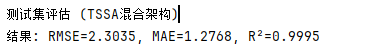 测试集评估 (TSSA混合架构)
结果: RMSE=2.3035, MAE=1.2768, R²=0.9995